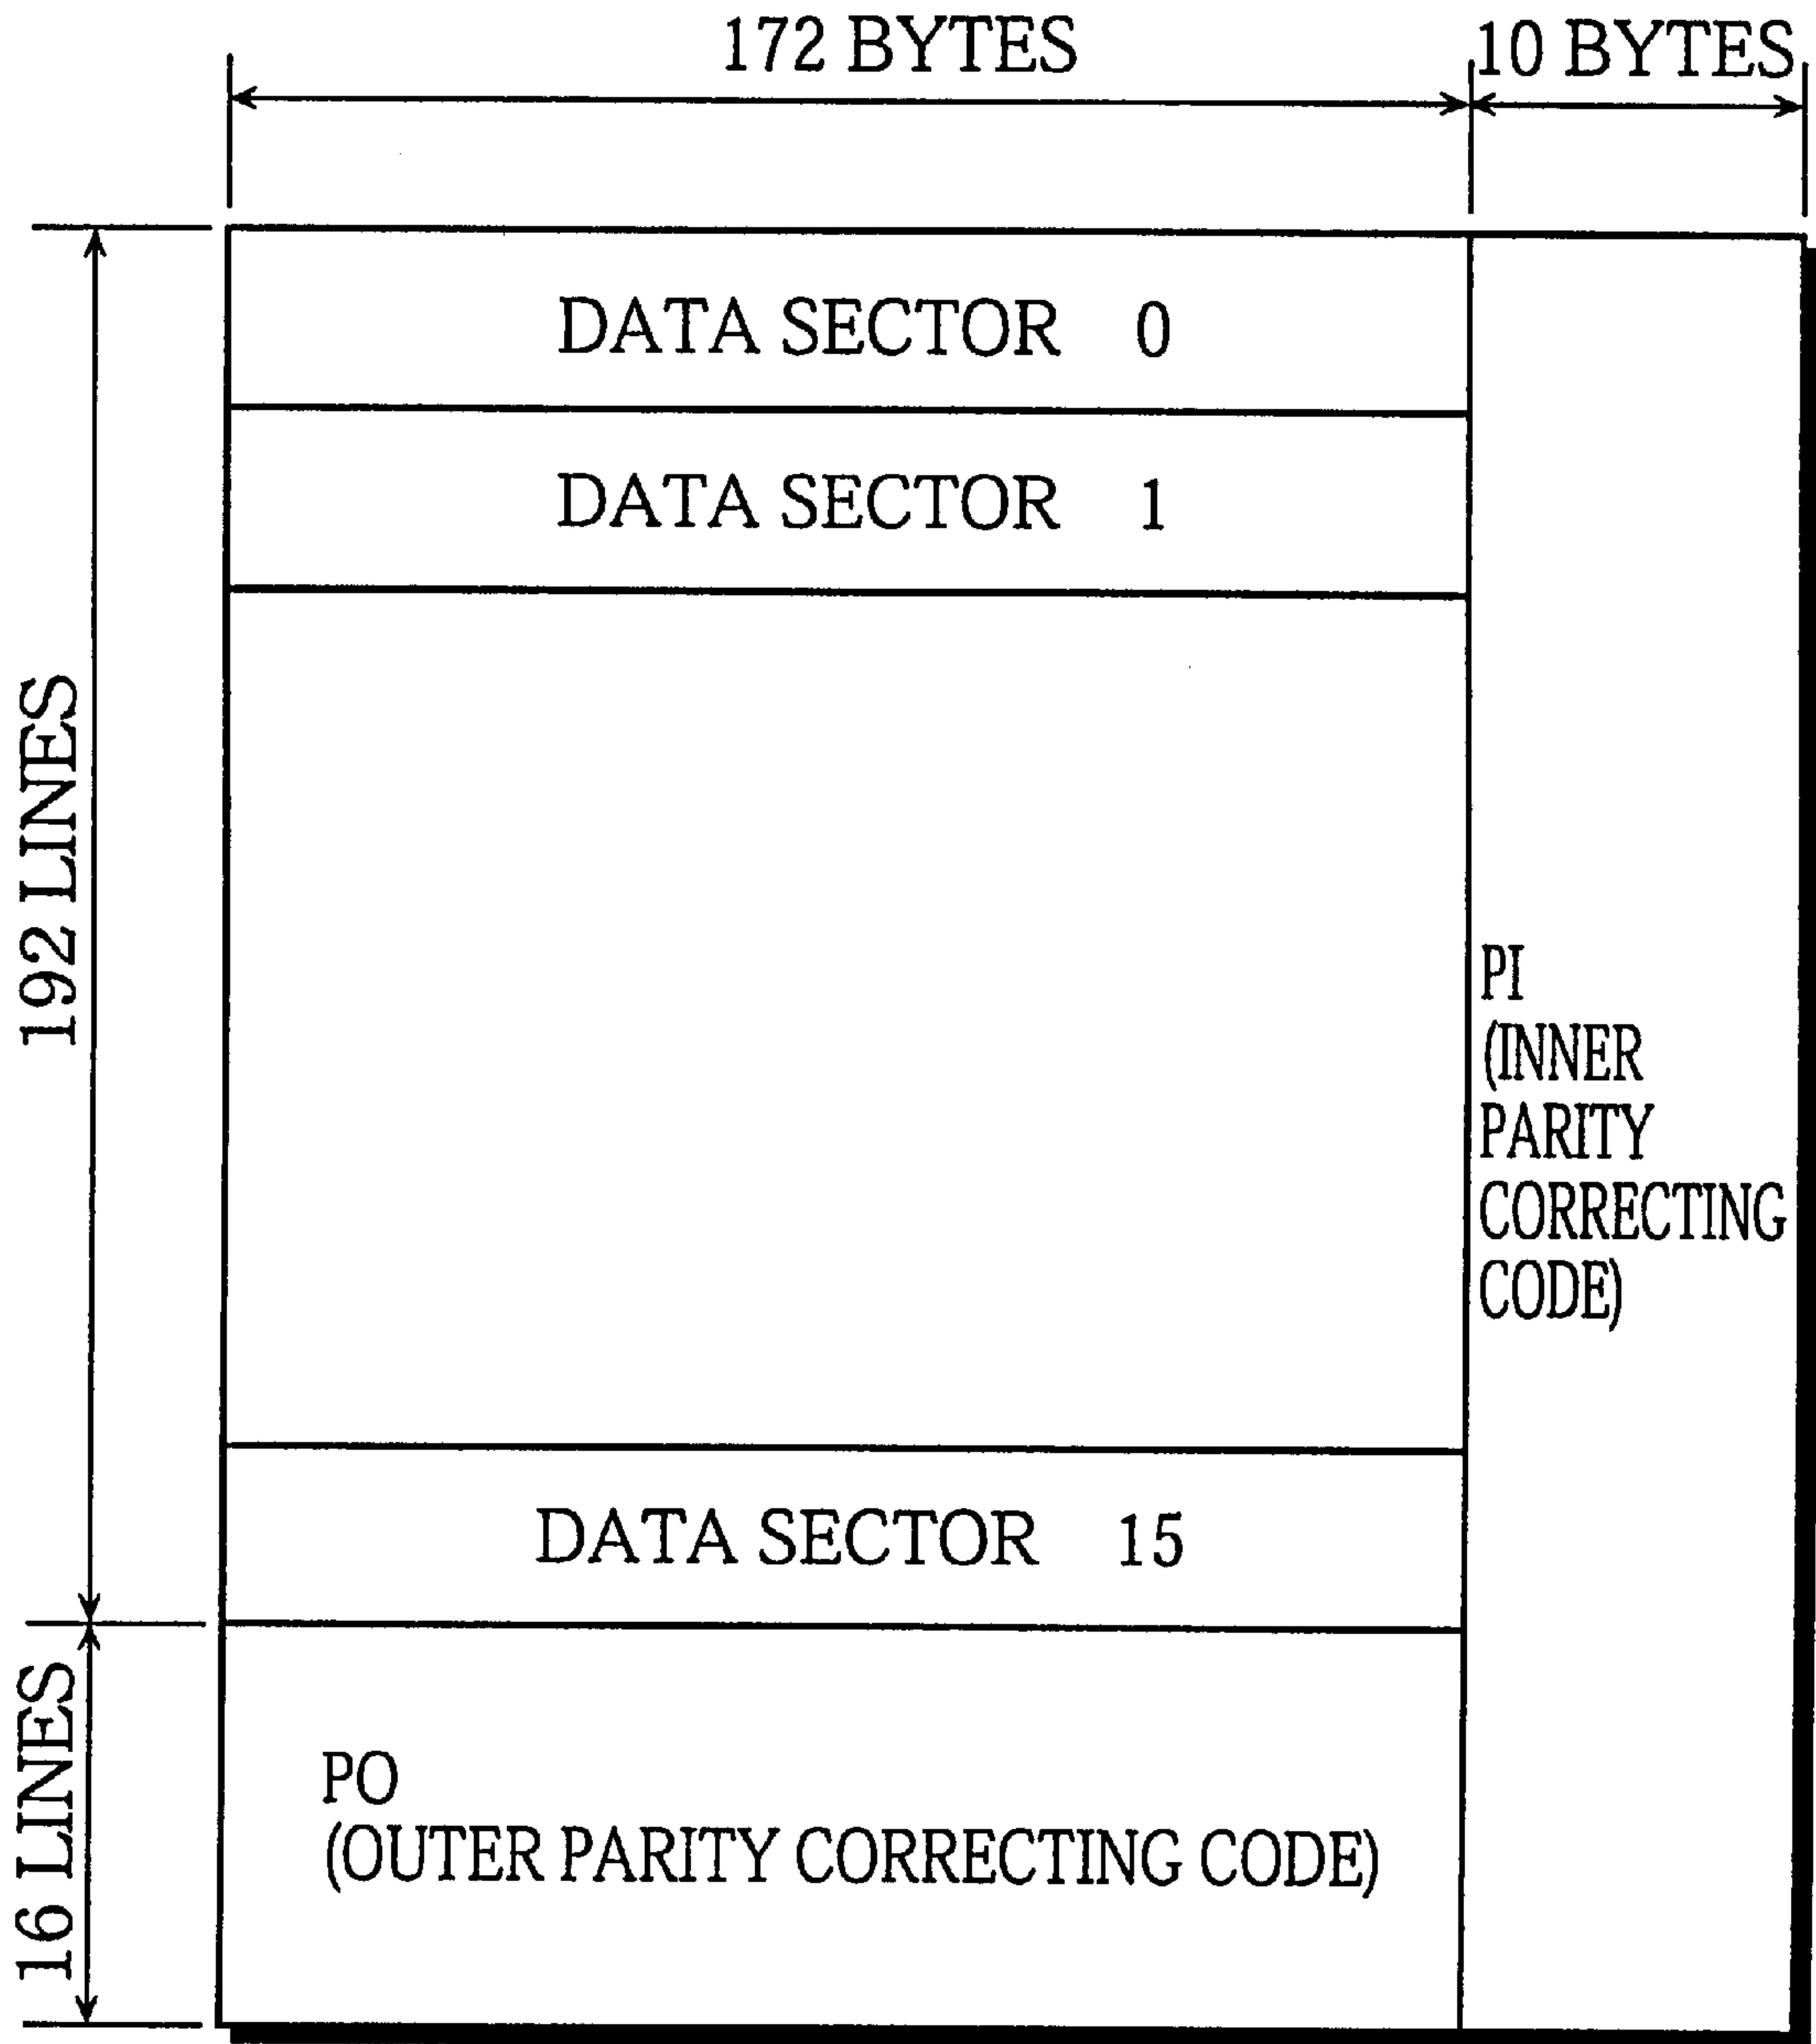 172 BYTES
10 BYTES
DATA SECTOR 0
DATA SECTOR 1
192 LINES
PI
(INNER
PARITY
CORRECTING
CODE)
DATA SECTOR 15
16 LINES
PO
(OUTER PARITY CORRECTING CODE)